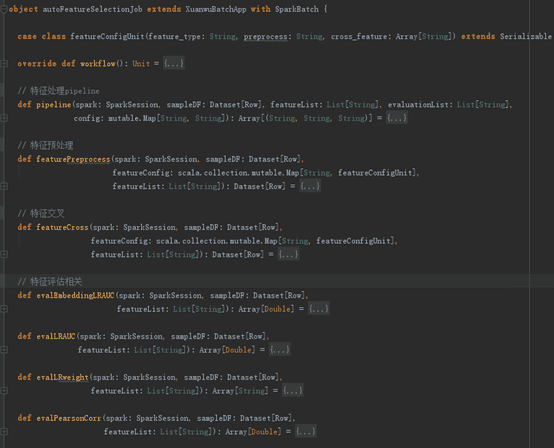 object autoFeatureSelectionJob extends XuanwuBatchApp with SparkBatch {
case class featureConfigUnit(feature_type: String, preprocess: String, cross_feature: Array[String]) extends Serializable
override def workflow(): Unit = {...}
// 特征处理pipeline
def pipeline(spark: SparkSession, sampleDF: Dataset[Row], featureList: List[String], evaluationList: List[String],
config: mutable.Map[String, String]): Array[(String, String, String)] = {...}
// 特征预处理
def featurePreprocess(spark: SparkSession, sampleDF: Dataset[Row],
featureConfig: scala.collection.mutable.Map[String, featureConfigUnit],
featureList: List[String]): Dataset[Row] = {...}
// 特征交叉
def featureCross(spark: SparkSession, sampleDF: Dataset[Row],
featureConfig: scala.collection.mutable.Map[String, featureConfigUnit],
featureList: List[String]): Dataset[Row] = {...}
// 特征评估相关
def evalEmbeddingLRAUC(spark: SparkSession, sampleDF: Dataset[Row],
featureList: List[String]): Array[Double] = {...}
def evalLRAUC(spark: SparkSession, sampleDF: Dataset[Row],
featureList: List[String]): Array[Double] = {...}
def evalLRweight(spark: SparkSession, sampleDF: Dataset[Row],
featureList: List[String]): Array[String] = {...}
def evalPearsonCorr(spark: SparkSession, sampleDF: Dataset[Row],
featureList: List[String]): Array[Double] = {...}